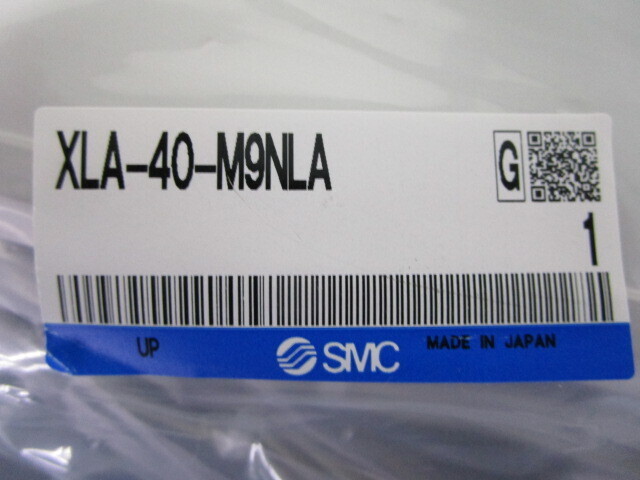 XLA-40-M9NLA
G
1
UP
SMC
MADE IN JAPAN